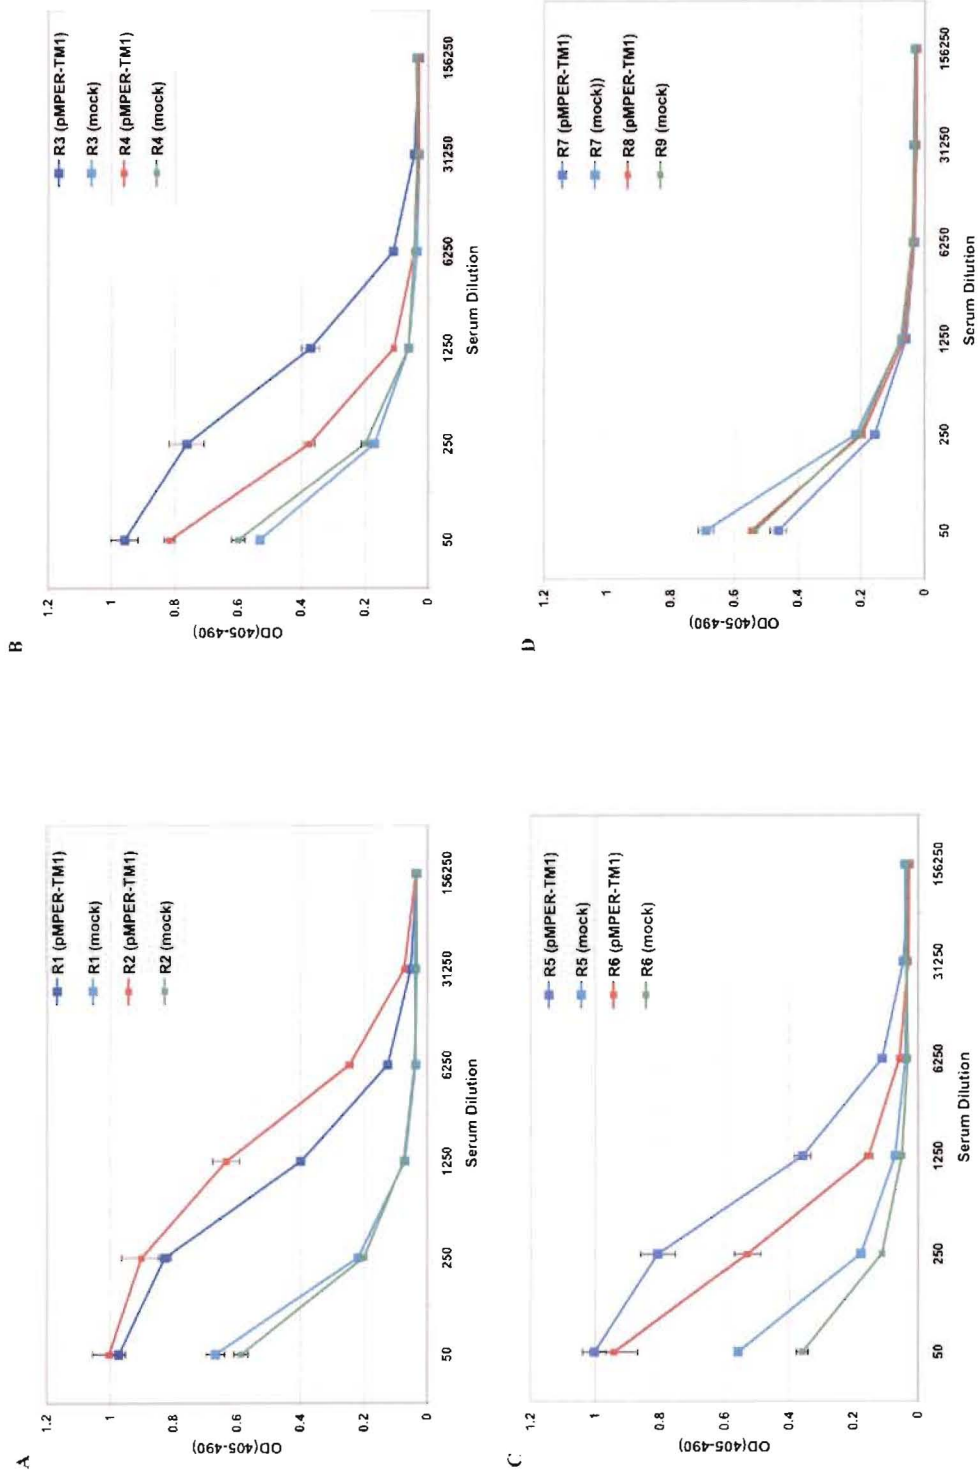 A
1.2
1
0.8
0.6
0.4
0.2
0
OD(405-490)
50
250
1250
6250
31250
156250
Serum Dilution
R1 (pMPER-TM1)
R1 (mock)
R2 (pMPER-TM1)
R2 (mock)
B
1.2
1
0.8
0.6
0.4
0.2
0
OD(405-490)
50
250
1250
6250
31250
156250
Serum Dilution
R3 (pMPER-TM1)
R3 (mock)
R4 (pMPER-TM1)
R4 (mock)
C
1.2
1
0.8
0.6
0.4
0.2
0
OD(405-490)
50
250
1250
6250
31250
156250
Serum Dilution
R5 (pMPER-TM1)
R5 (mock)
R6 (pMPER-TM1)
R6 (mock)
D
1.2
1
0.8
0.6
0.4
0.2
0
OD(405-490)
50
250
1250
6250
31250
156250
Serum Dilution
R7 (pMPER-TM1)
R7 (mock))
R8 (pMPER-TM1)
R9 (mock)